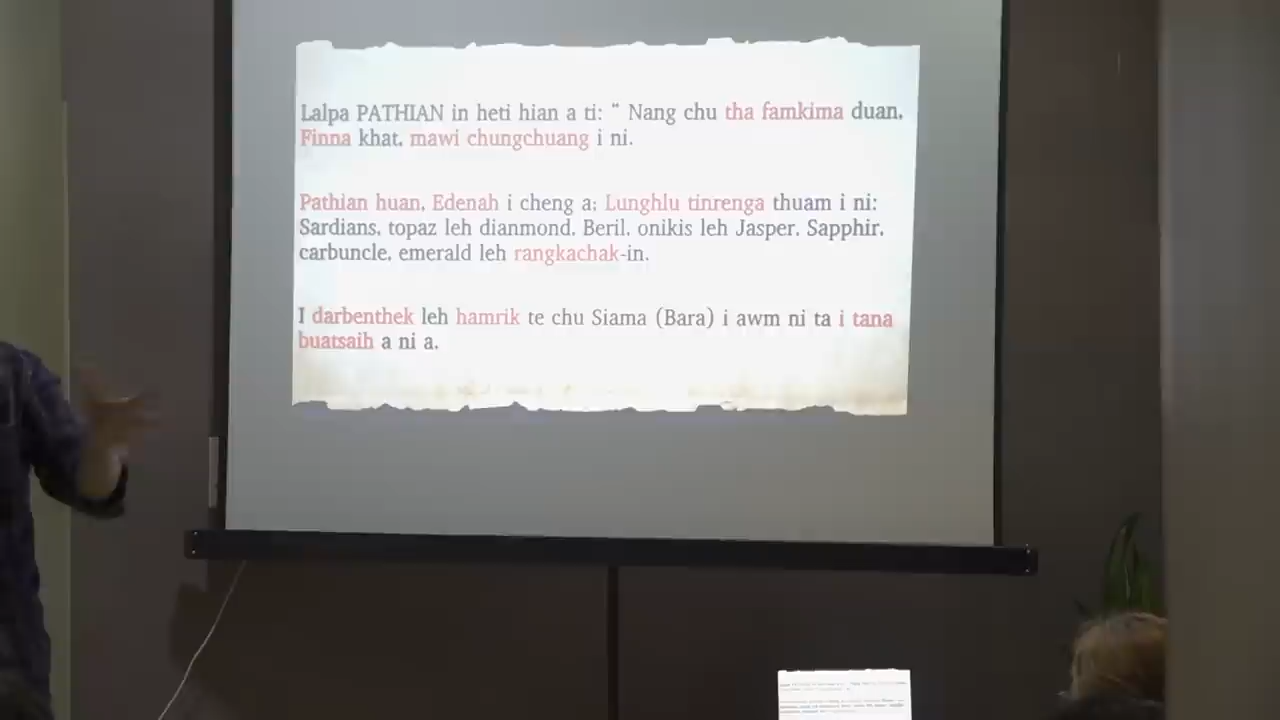 Lalpa PATHIAN in heti hian a ti: “ Nang chu tha famkima duan,
Finna khat, mawi chungchuang i ni.
Pathian huan, Edenah i cheng a; Lunghlu tinrenga thuam i ni:
Sardians, topaz leh dianmond, Beril, onikis leh Jasper, Sapphir,
carbuncle, emerald leh rangkachak-in.
I darbenthek leh hamrik te chu Siama (Bara) i awm ni ta i tana
buatsaih a ni a.